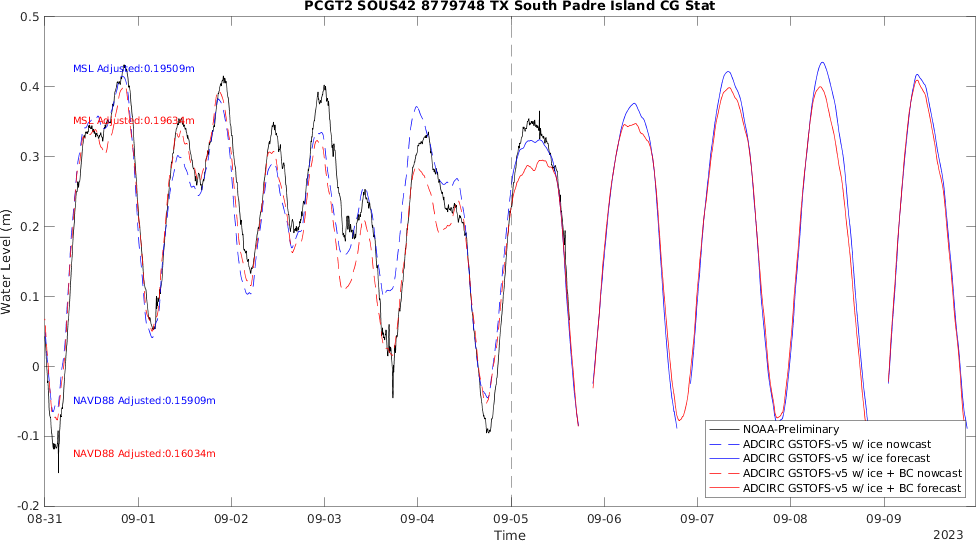 PCGT2 SOUS42 8779748 TX South Padre Island CG Stat
Water Level (m)
0.5
0.4
0.3
0.2
0.1
0
-0.1
-0.2
MSL Adjusted:0.19509m
MSL Adjusted:0.19634m
NAVD88 Adjusted:0.15909m
NAVD88 Adjusted:0.16034m
NOAA-Preliminary
ADCIRC GSTOFS-v5 w/ ice nowcast
ADCIRC GSTOFS-v5 w/ ice forecast
ADCIRC GSTOFS-v5 w/ ice + BC nowcast
ADCIRC GSTOFS-v5 w/ ice + BC forecast
08-31 09-01 09-02 09-03 09-04 09-05 09-06 09-07 09-08 09-09
Time
2023